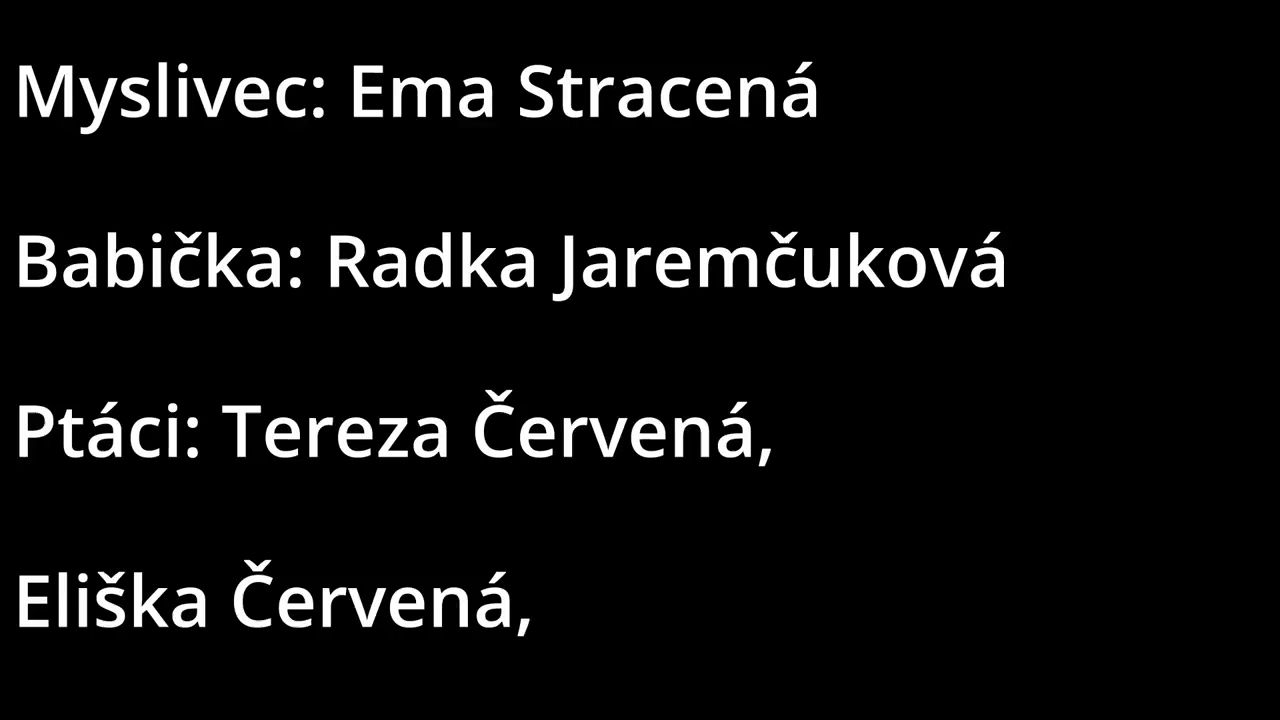 Myslivec: Ema Stracená
Babička: Radka Jaremčuková
Ptáci: Tereza Červená,
Eliška Červená,